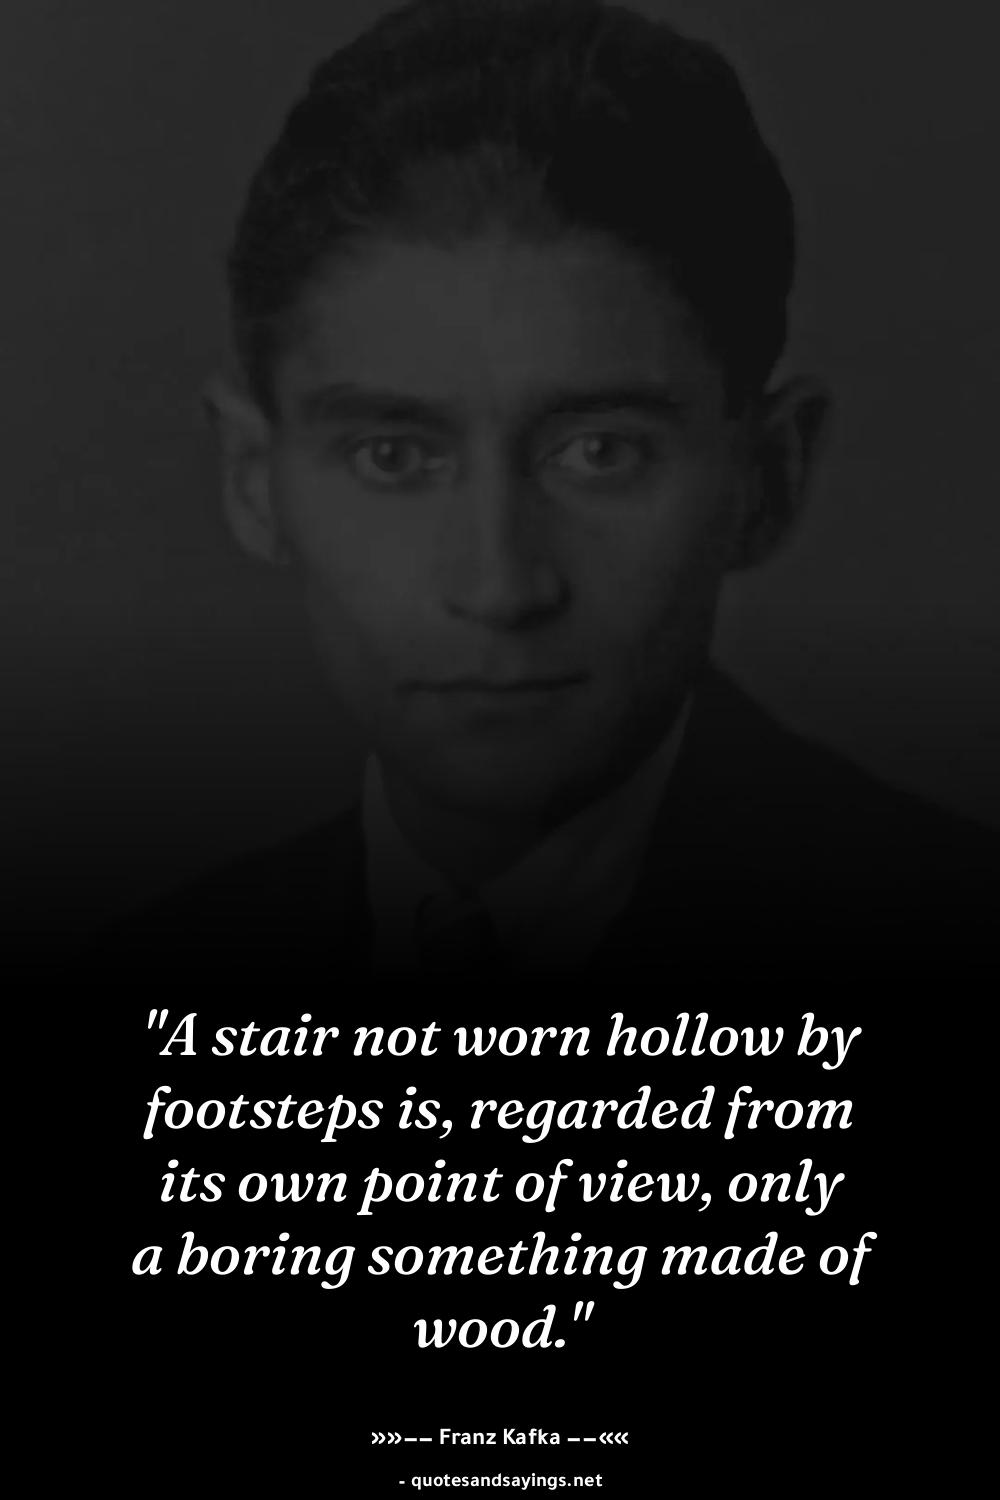 "A stair not worn hollow by
footsteps is, regarded from
its own point of view, only
a boring something made of
wood."
»»−− Franz Kafka −−««
- quotesandsayings.net